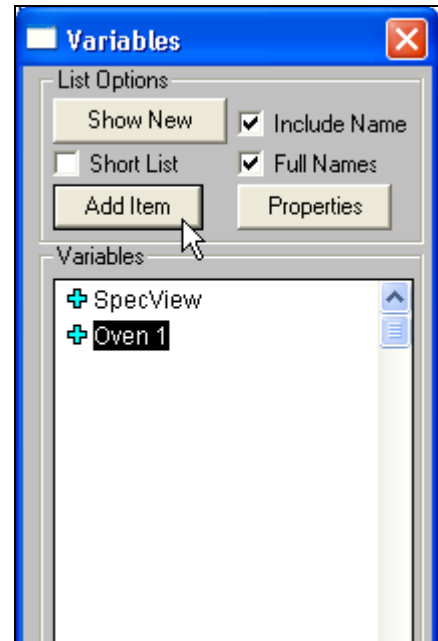 Variables
List Options
Show New
Include Name
Short List
Full Names
Add Item
Properties
Variables
SpecView
Oven 1